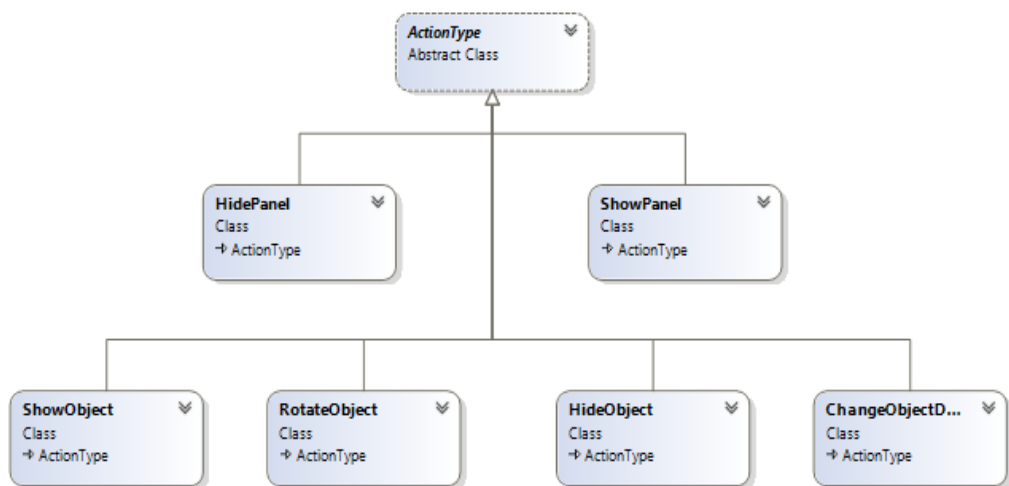 ActionType
Abstract Class
HidePanel
Class
ActionType
ShowPanel
Class
ActionType
ShowObject
Class
ActionType
RotateObject
Class
ActionType
HideObject
Class
ActionType
ChangeObjectD...
Class
ActionType